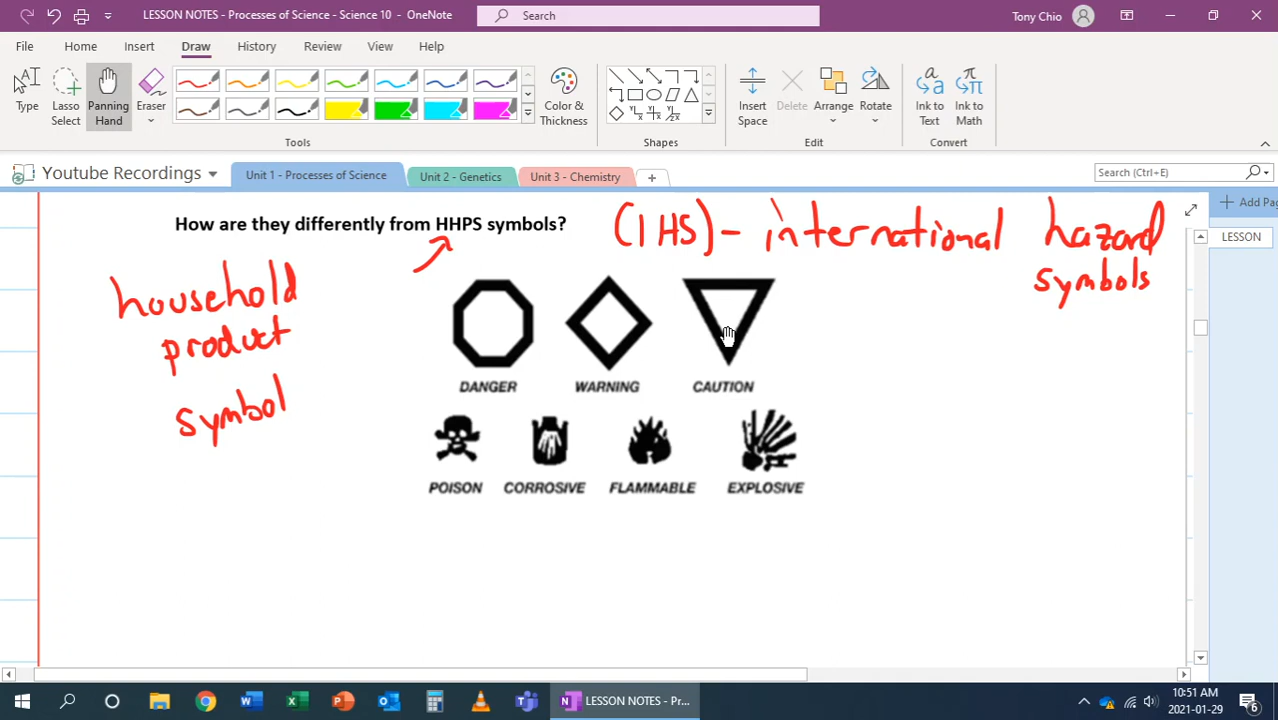 LESSON NOTES - Processes of Science - Science 10 - OneNote
Search
Tony Chio
File Home Insert Draw History Review View Help
Type
Lasso Select
Panning Hand
Eraser
Color & Thickness
Insert Space
Delete
Arrange
Rotate
Ink to Text
Ink to Math
Tools
Shapes
Edit
Convert
Youtube Recordings
Unit 1 - Processes of Science
Unit 2 - Genetics
Unit 3 - Chemistry
Search (Ctrl+E)
Add Pag
LESSON
How are they differently from HHPS symbols?
(IHS) - international hazard
symbols
household
product
symbol
DANGER WARNING CAUTION
POISON CORROSIVE FLAMMABLE EXPLOSIVE
LESSON NOTES - Pr...
10:51 AM
2021-01-29
6